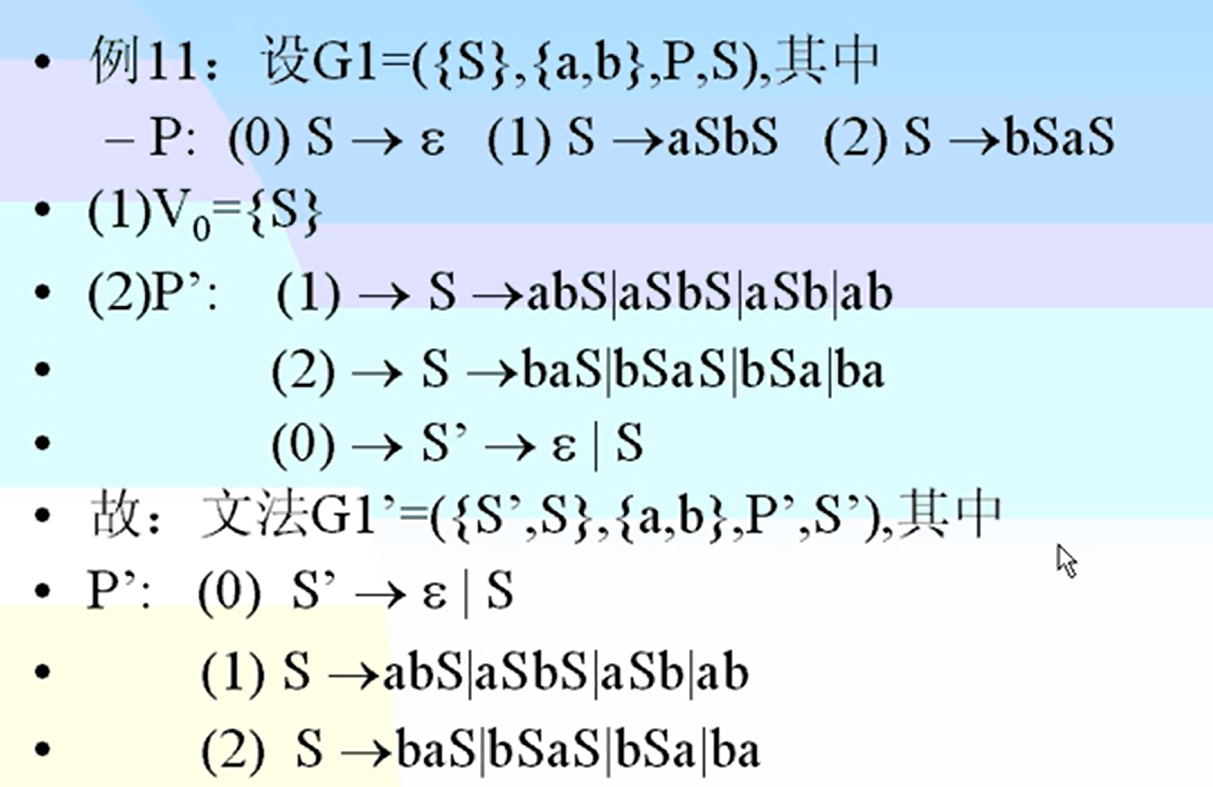 • 例11： 设G1=({S},{a,b},P,S),其中
– P: (0) S → ε (1) S →aSbS (2) S →bSaS
• (1)V₀={S}
• (2)P’: (1) → S →abS|aSbS|aSb|ab
• (2) → S →baS|bSaS|bSa|ba
• (0) → S’ → ε | S
• 故： 文法G1’=({S’,S},{a,b},P’,S’),其中
• P’: (0) S’ → ε | S
• (1) S →abS|aSbS|aSb|ab
• (2) S →baS|bSaS|bSa|ba